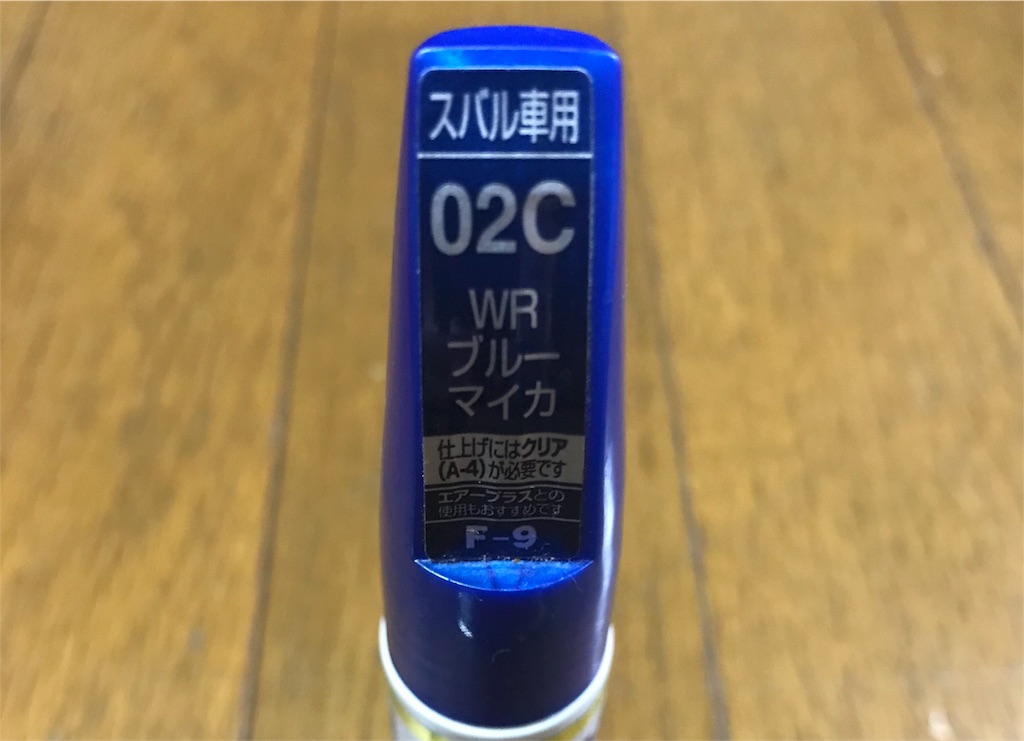 スバル車用
02C
WR
ブルー
マイカ
仕上げにはクリア
(A-4)が必要です
エアープラスとの
使用もおすすめです
F-9